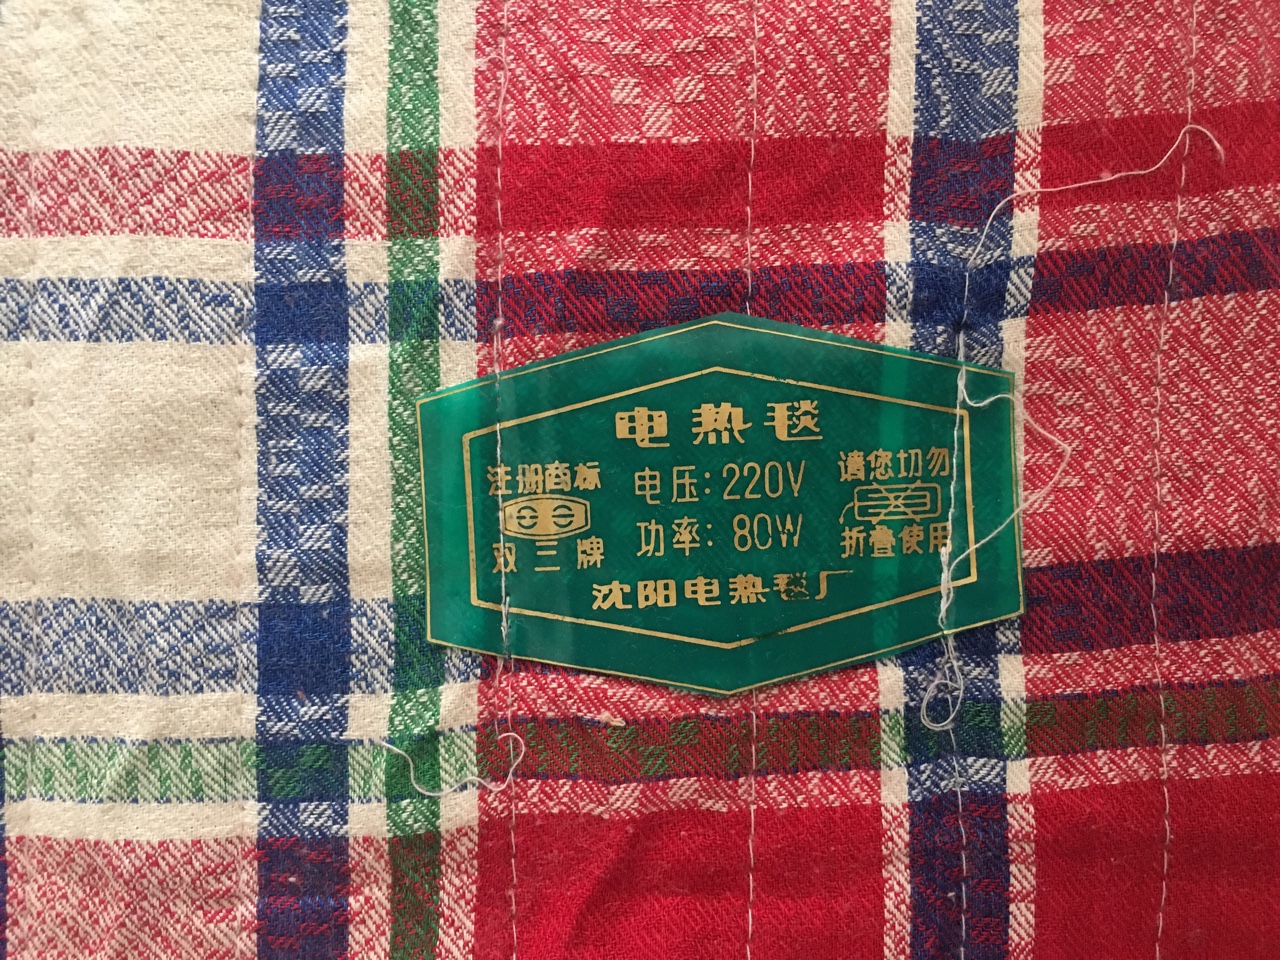 电热毯
注册商标
双三牌
电压：220V
功率：80W
请您切勿
折叠使用
沈阳电热毯厂